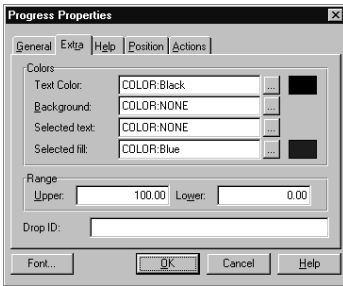 Progress Properties
General Extra Help Position Actions
Colors
Text Color: COLOR:Black ...
Background: COLOR:NONE ...
Selected text: COLOR:NONE ...
Selected fill: COLOR:Blue ...
Range
Upper: 100.00 Lower: 0.00
Drop ID:
Font... OK Cancel Help